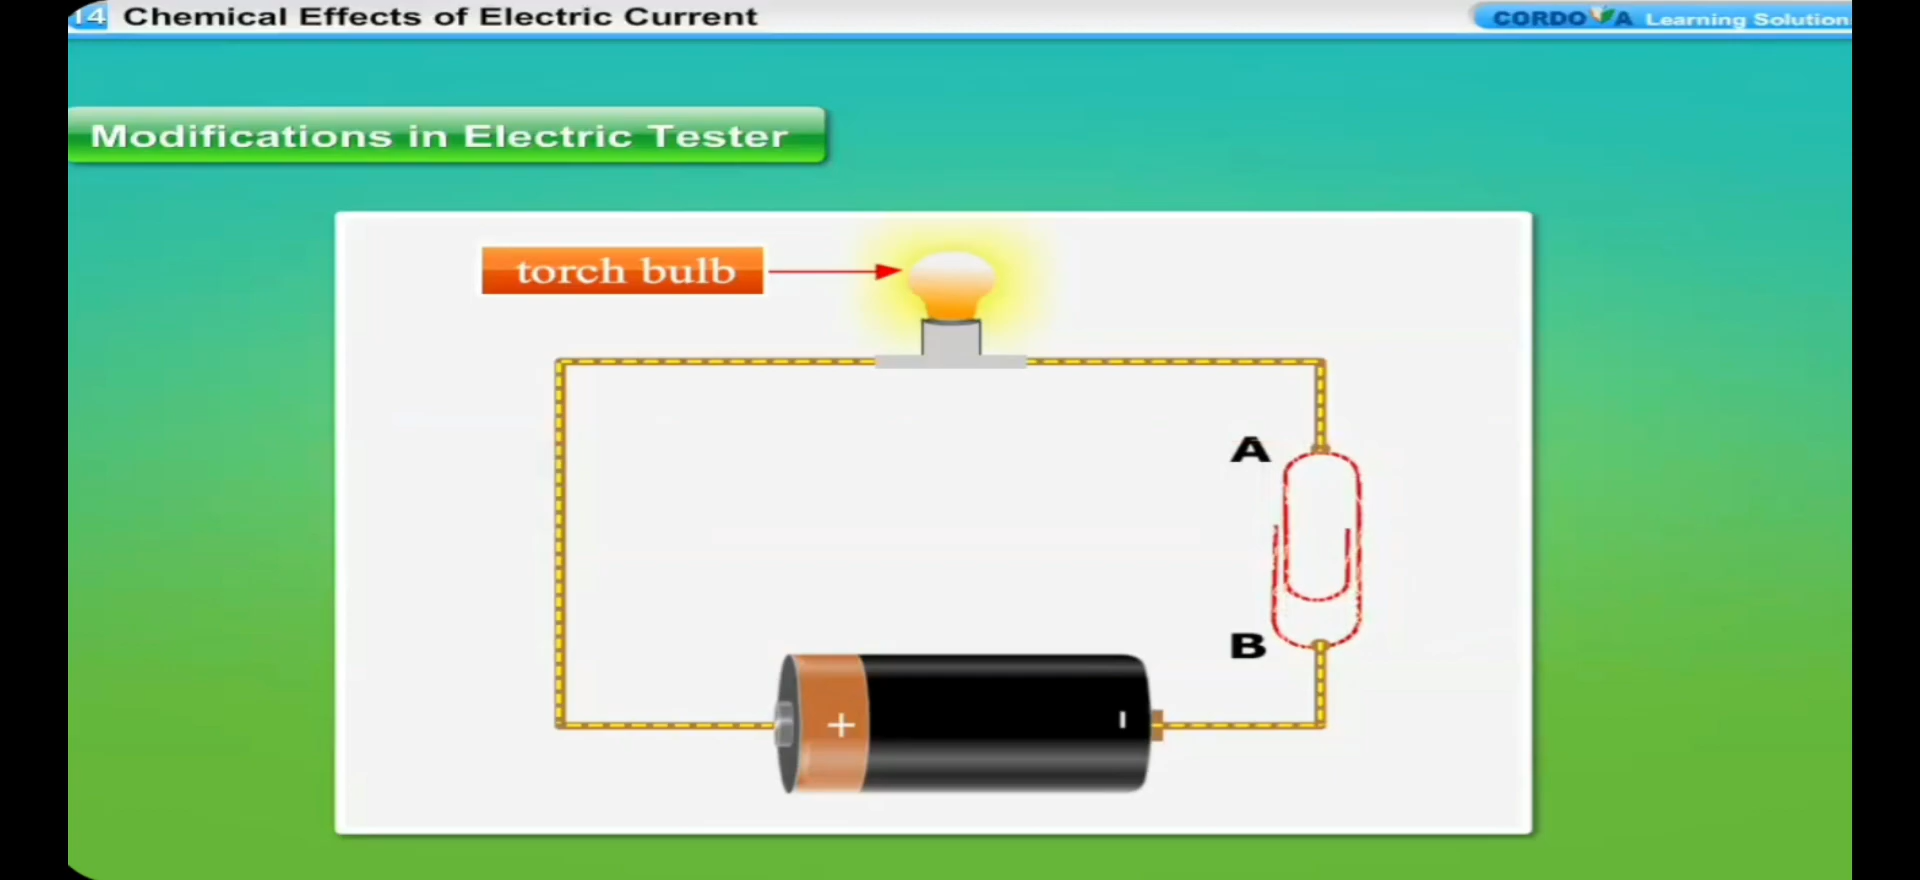 14 Chemical Effects of Electric Current
CORDOVA Learning Solution
Modifications in Electric Tester
torch bulb
A
B
+ -